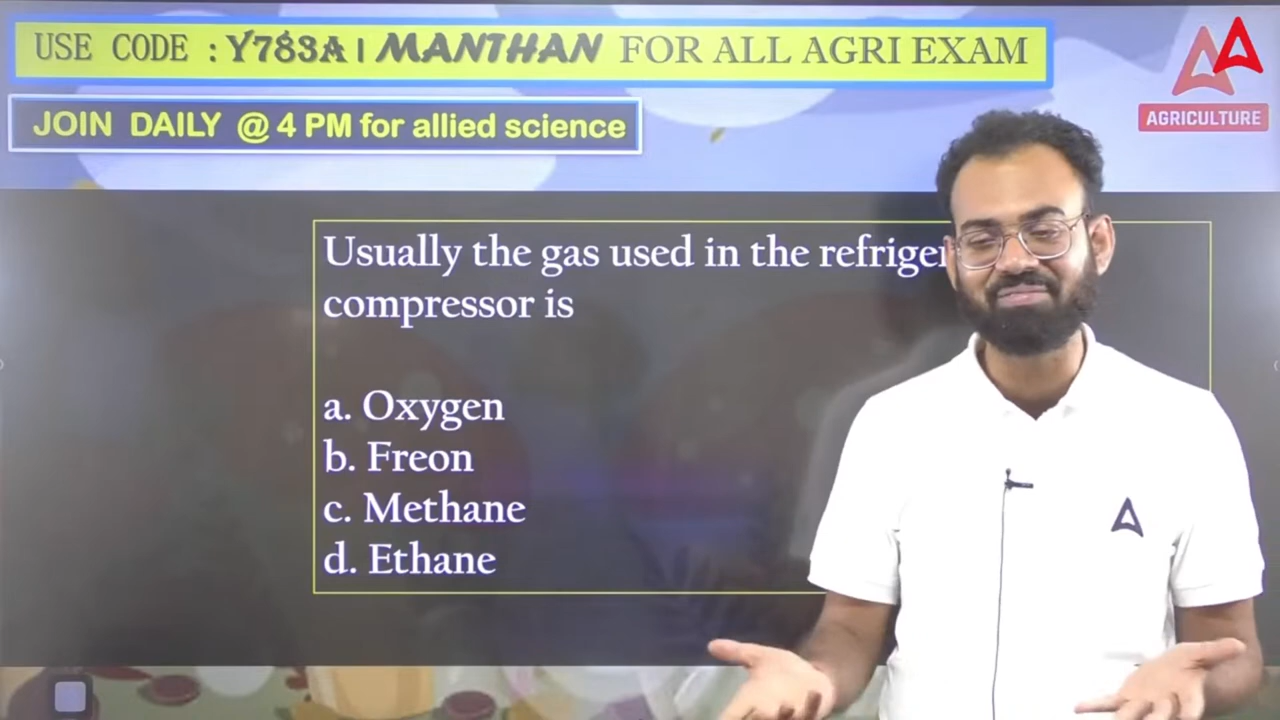 USE CODE : Y783A | MANTHAN FOR ALL AGRI EXAM
JOIN DAILY @ 4 PM for allied science
AGRICULTURE
Usually the gas used in the
compressor is
a. Oxygen
b. Freon
c. Methane
d. Ethane